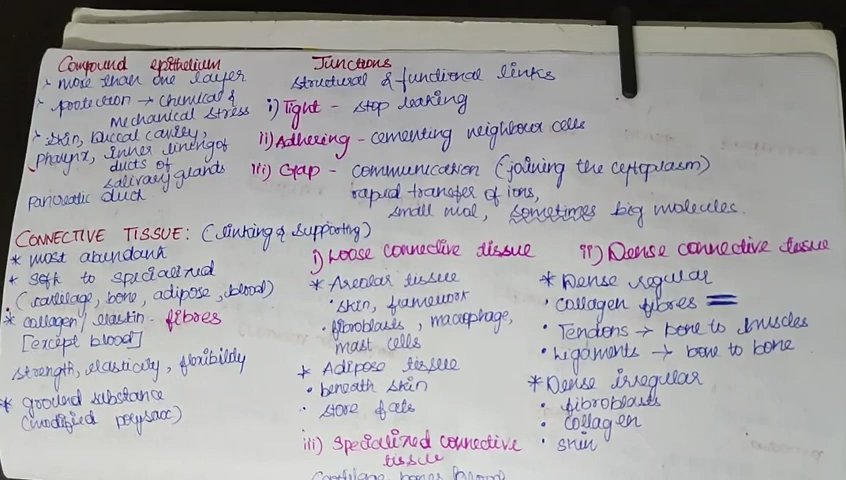 Compound epithelium
more than one layer
protection → chemical &
mechanical stress
skin, buccal cavity,
pharynx, inner lining of
ducts of
salivary glands
pancreatic duct
Junctions
structural & functional links
i) Tight - stop leaking
ii) Adhering - cementing neighbour cells
iii) Gap - communication (joining the cytoplasm)
rapid transfer of ions,
small mol, sometimes big molecules.
CONNECTIVE TISSUE: (linking & supporting)
* most abundant
* soft to specialized
(cartilage, bone, adipose, blood)
* collagen/elastin - fibres
[except blood]
strength, elasticity, flexibility
* ground substance
(modified polysacc)
i) Loose connective tissue
* Areolar tissue
• skin, framework
• fibroblasts, macrophage,
mast cells
* Adipose tissue
• beneath skin
• store fats
ii) Dense connective tissue
* Dense regular
• collagen fibres
• Tendons → bone to muscles
• Ligaments → bone to bone
* Dense irregular
• fibroblasts
• collagen
• skin
iii) Specialized connective
tissue
Cartilage, bones, blood